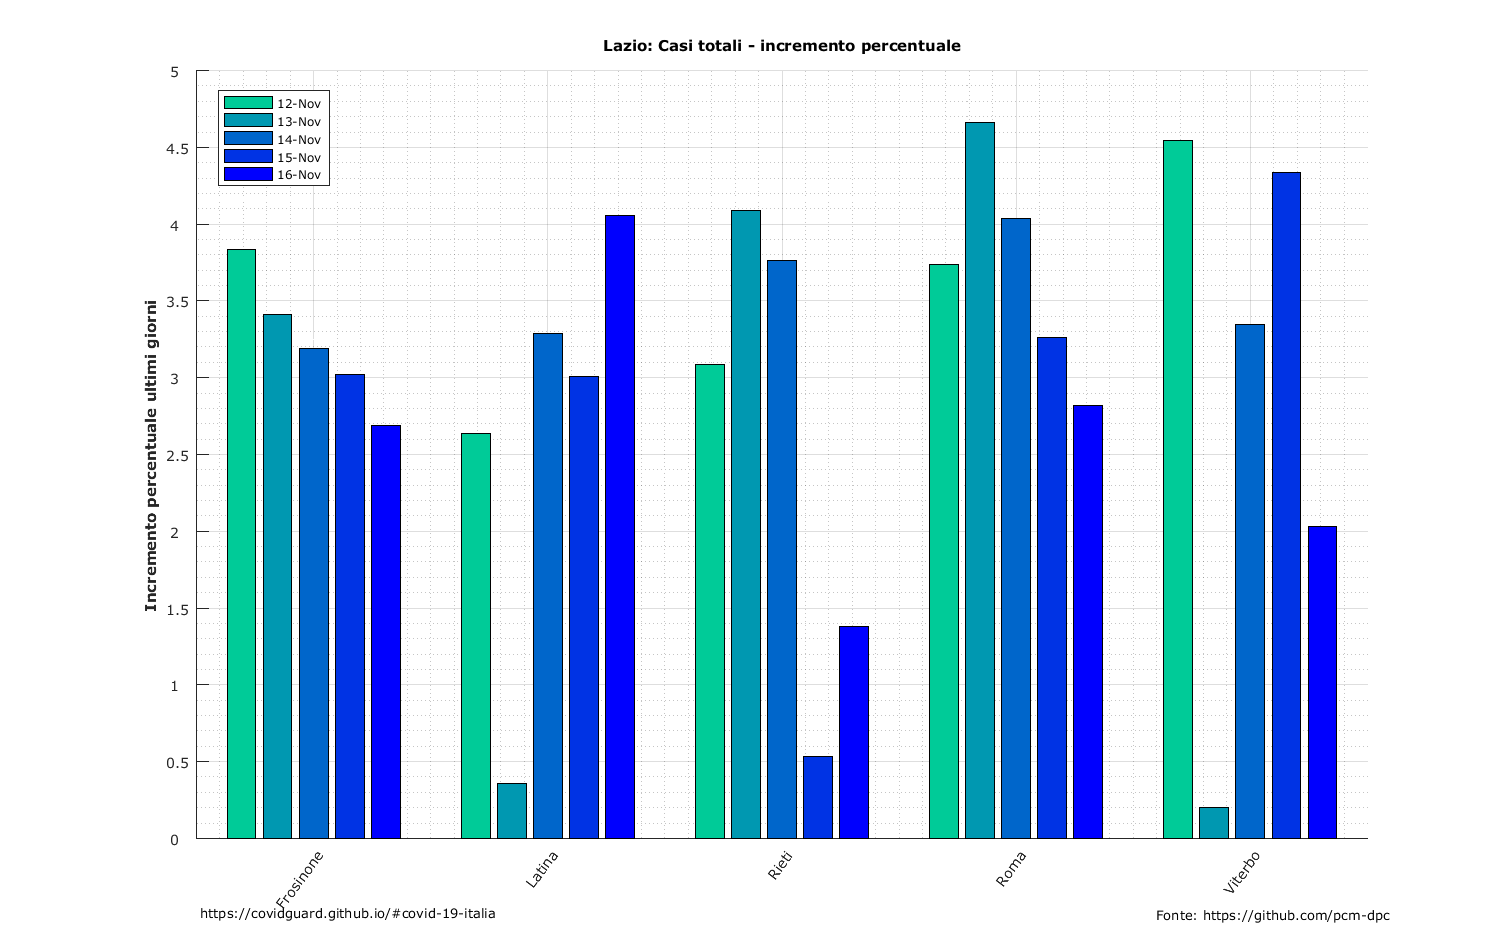 Lazio: Casi totali - incremento percentuale
Incremento percentuale ultimi giorni
5
4.5
4
3.5
3
2.5
2
1.5
1
0.5
0
12-Nov
13-Nov
14-Nov
15-Nov
16-Nov
Frosinone
Latina
Rieti
Roma
Viterbo
https://covidguard.github.io/#covid-19-italia
Fonte: https://github.com/pcm-dpc